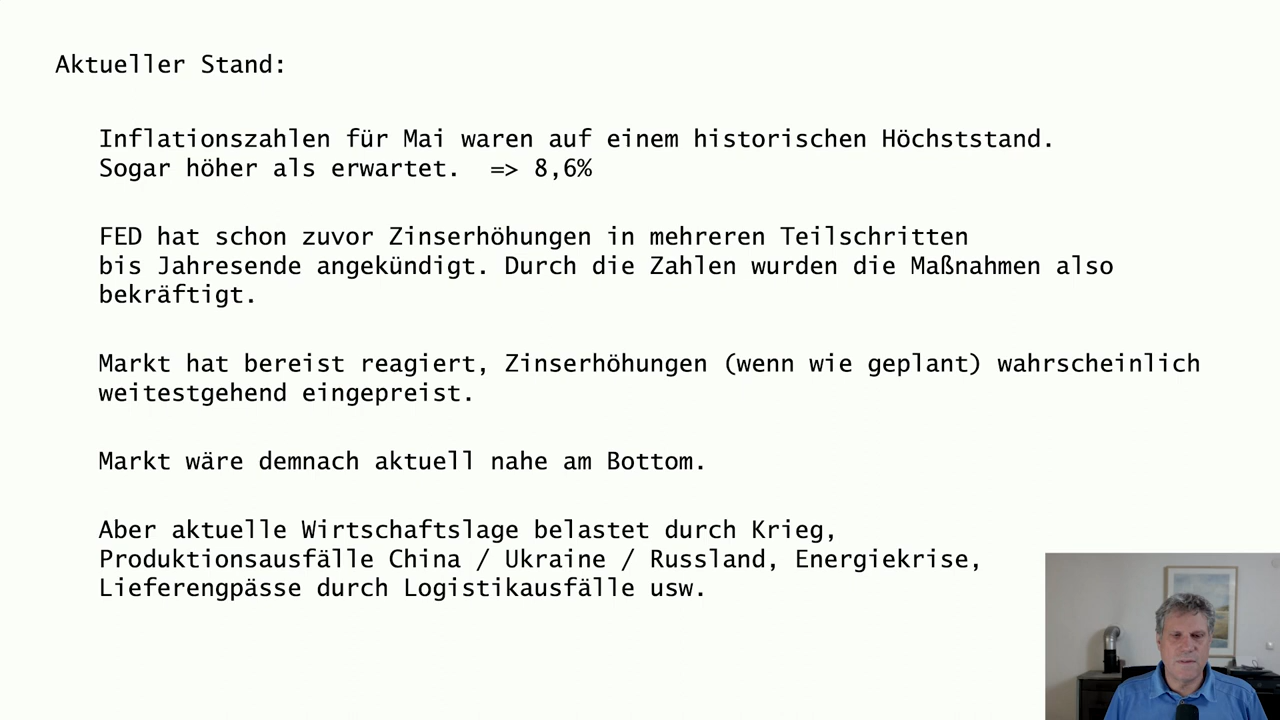 Aktueller Stand:
Inflationszahlen für Mai waren auf einem historischen Höchststand.
Sogar höher als erwartet. => 8,6%
FED hat schon zuvor Zinserhöhungen in mehreren Teilschritten
bis Jahresende angekündigt. Durch die Zahlen wurden die Maßnahmen also
bekräftigt.
Markt hat bereist reagiert, Zinserhöhungen (wenn wie geplant) wahrscheinlich
weitestgehend eingepreist.
Markt wäre demnach aktuell nahe am Bottom.
Aber aktuelle Wirtschaftslage belastet durch Krieg,
Produktionsausfälle China / Ukraine / Russland, Energiekrise,
Lieferengpässe durch Logistikausfälle usw.